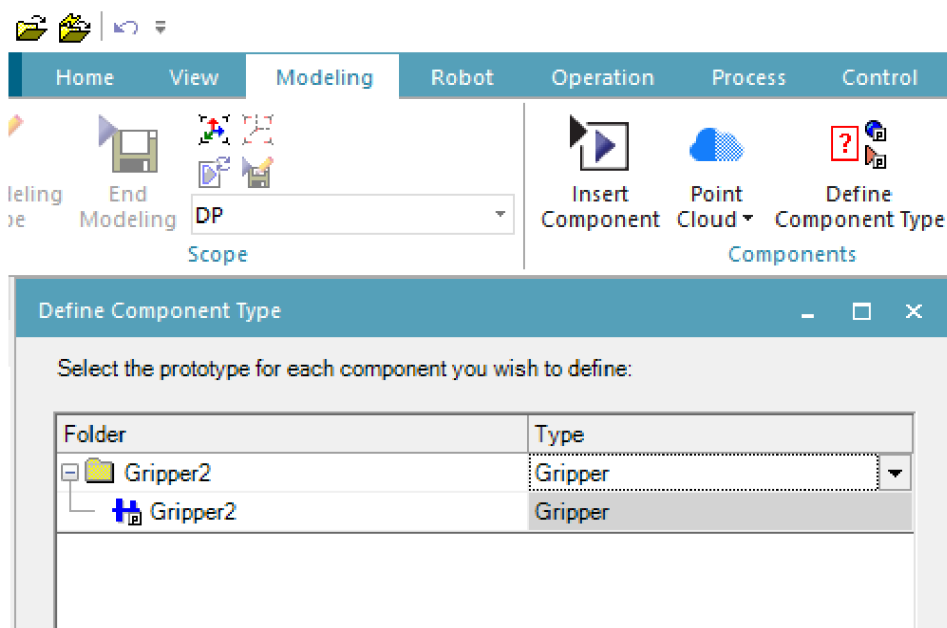 Home View Modeling Robot Operation Process Control
End Modeling
DP
Scope
Insert Component
Point Cloud
Define Component Type
Components
Define Component Type
Select the prototype for each component you wish to define:
Folder Type
Gripper2 Gripper
Gripper2 Gripper